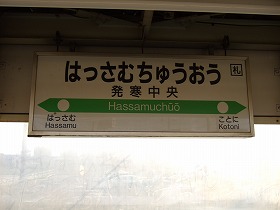 はっさむちゅうおう
札
発寒中央
Hassamuchūō
はっさむ ことに
Hassamu Kotoni